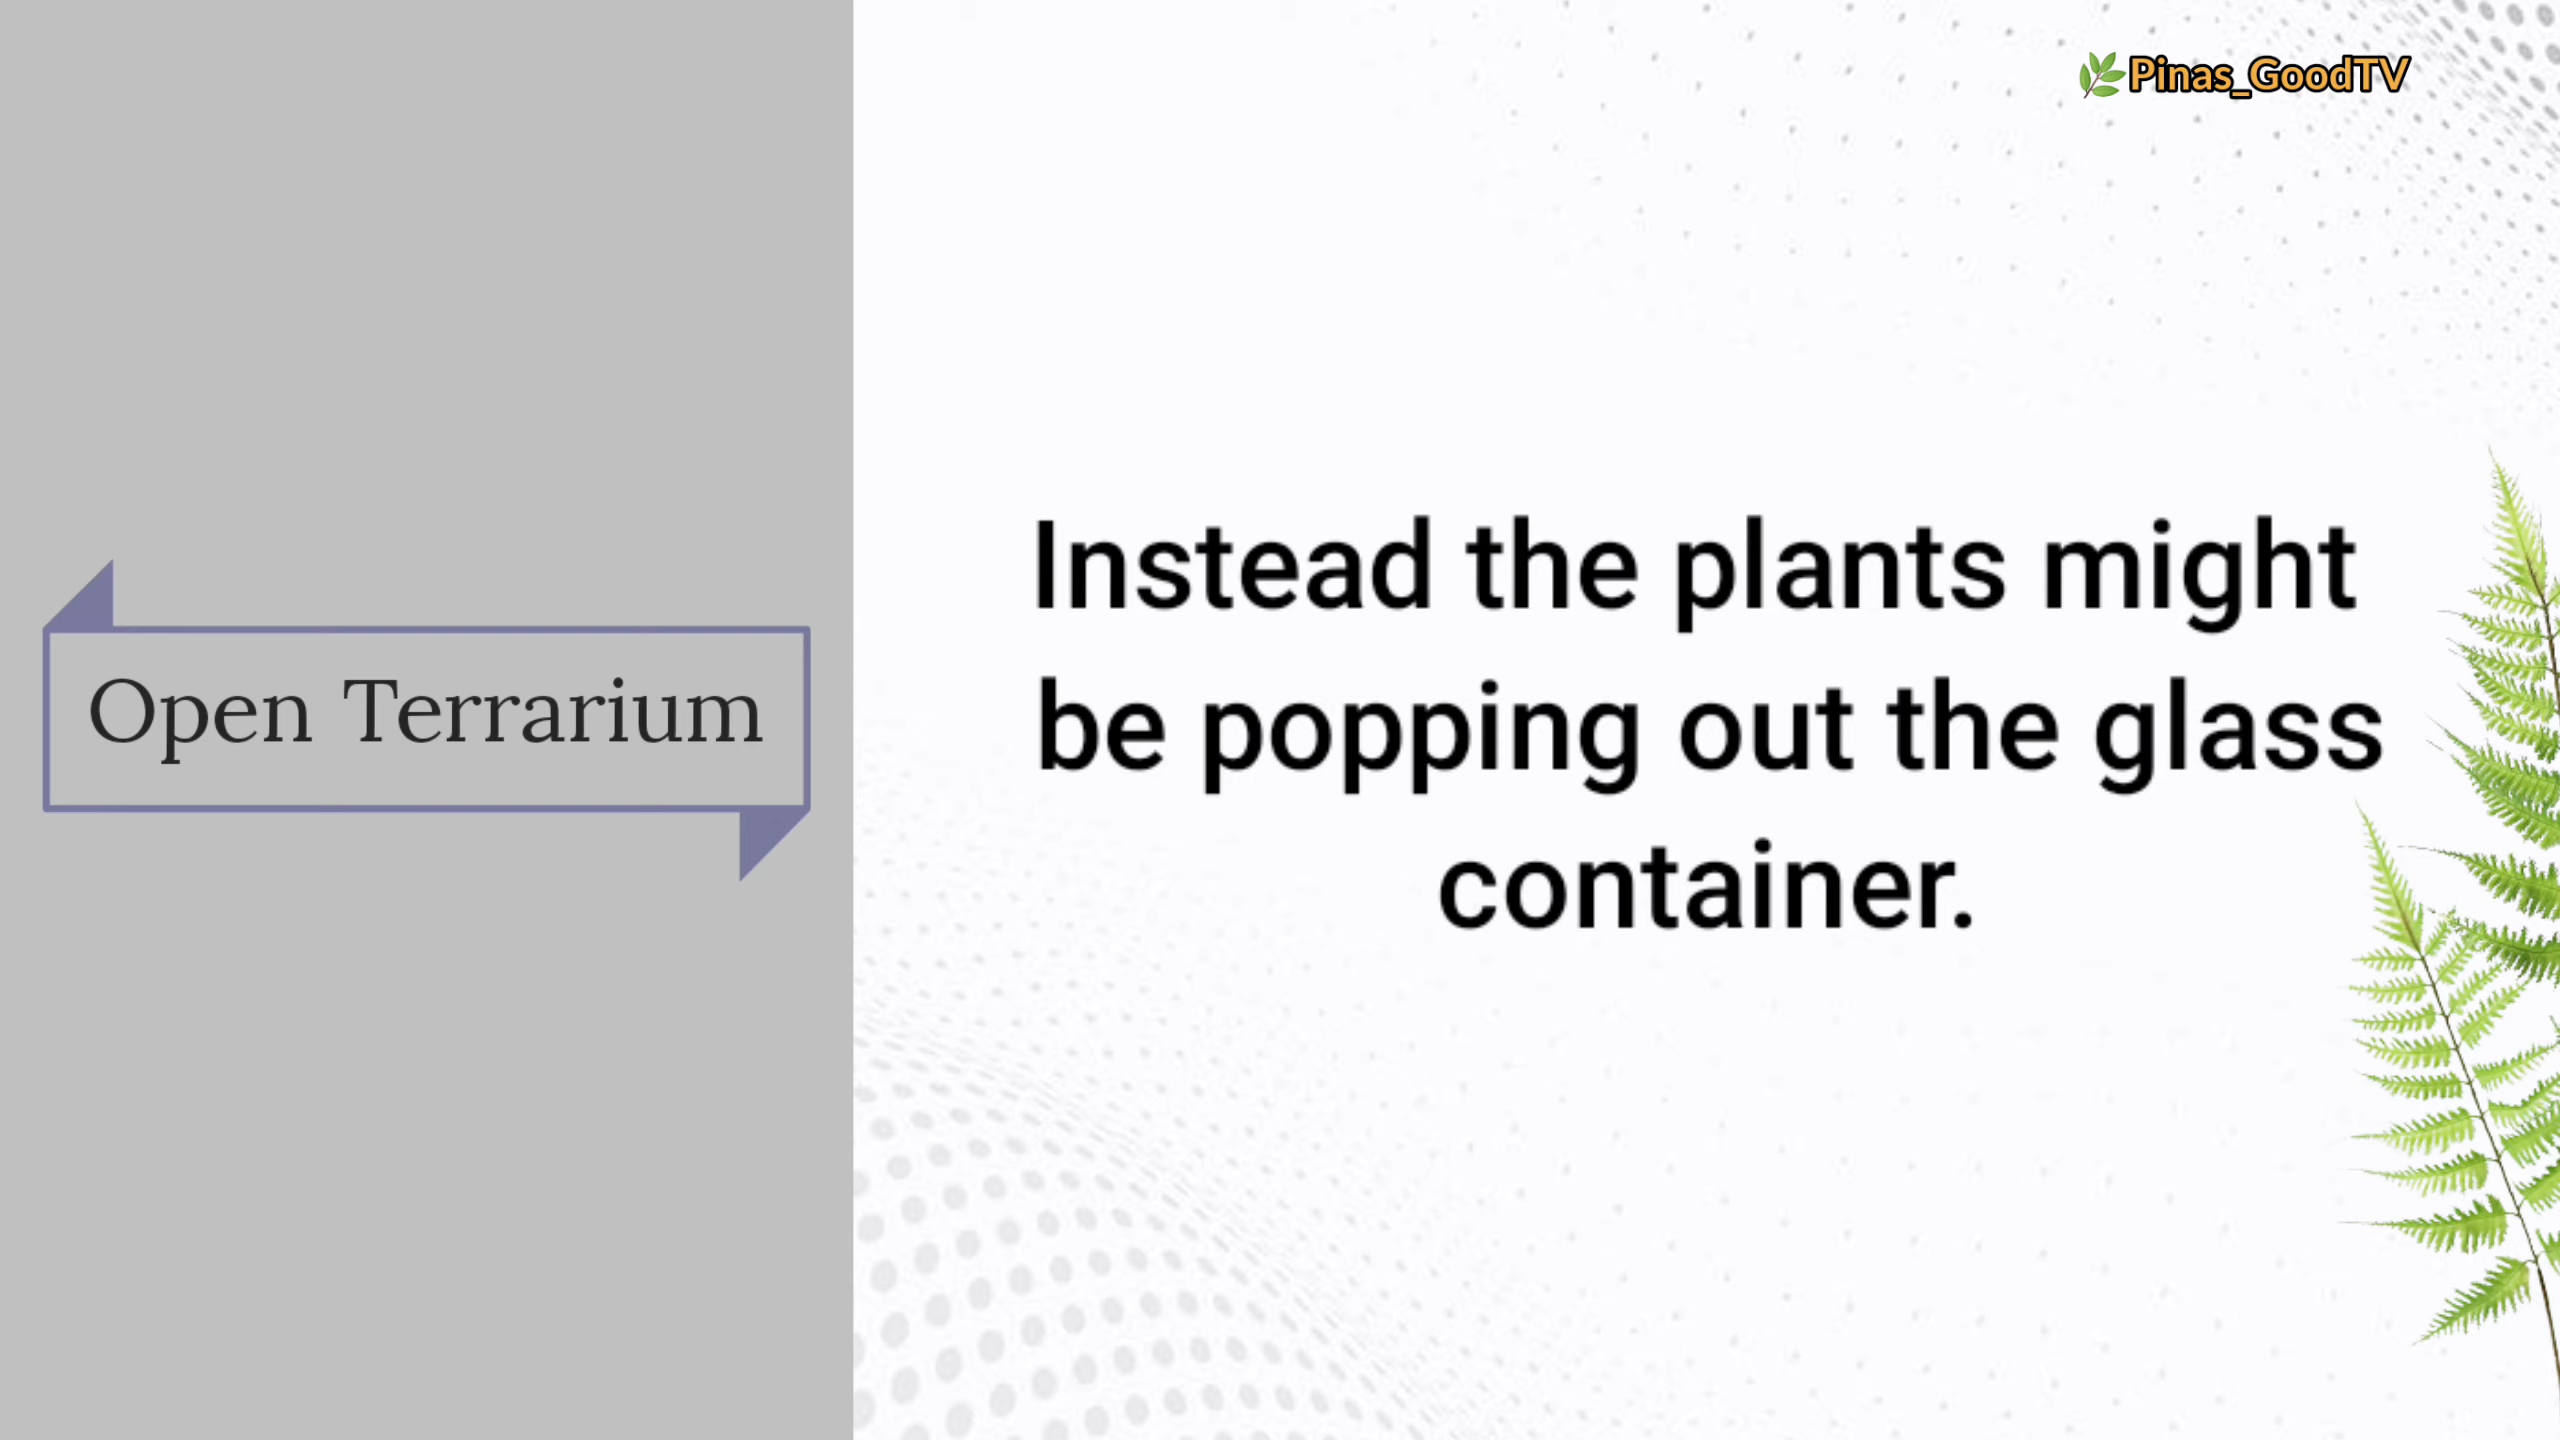 Pinas_GoodTV
Open Terrarium
Instead the plants might
be popping out the glass
container.